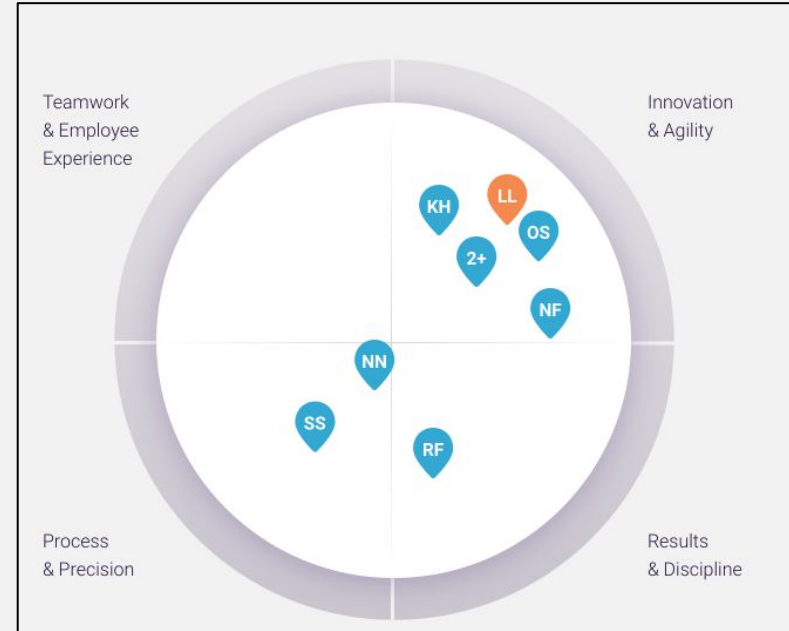 Teamwork
& Employee
Experience
Innovation
& Agility
KH
LL
OS
2+
NF
NN
SS
RF
Process
& Precision
Results
& Discipline